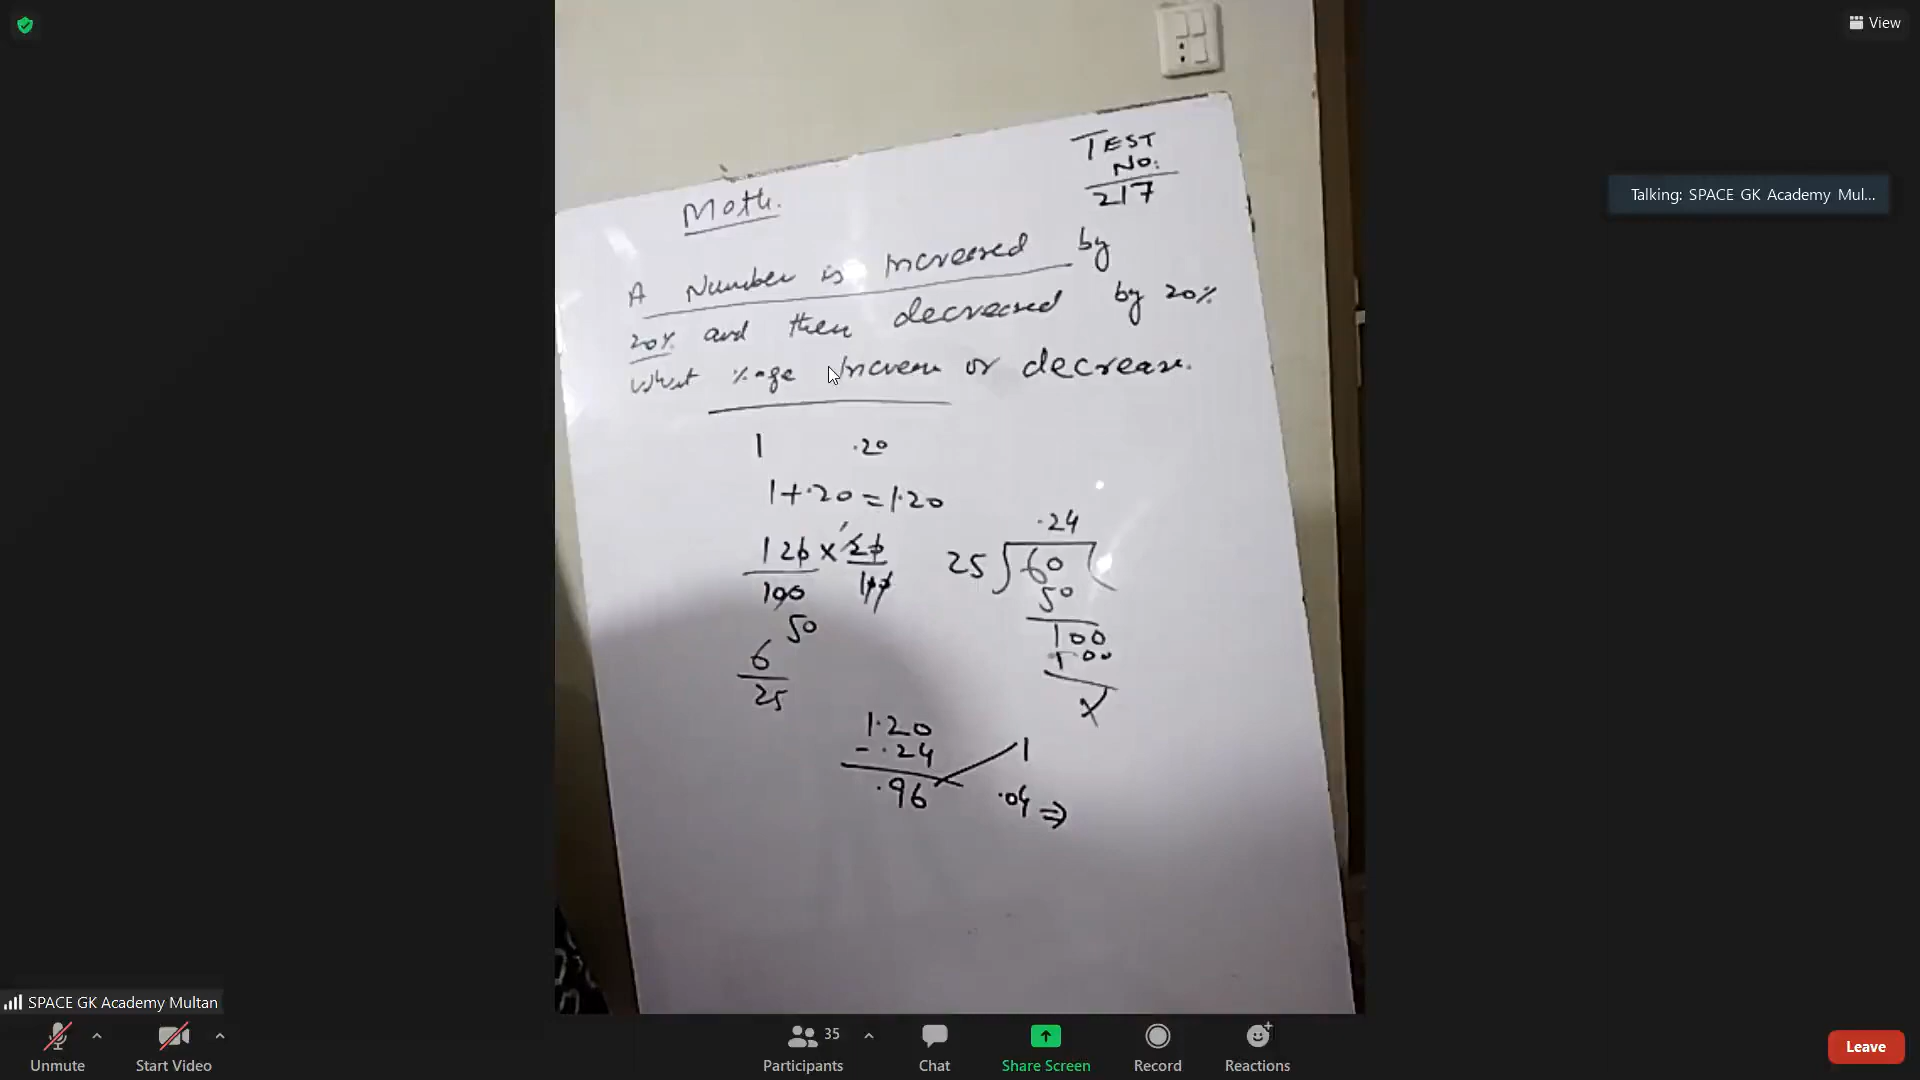 View
TEST
NO:
217
Talking: SPACE GK Academy Mul...
Math.
A Number is increased by
20% and then decreased by 20%
What %age increase or decrease.
1 .20
1+.20=1.20
120 × 20
100 100
50
6
25
.24
25 60
50
100
100
X
1.20
- .24 1
.96 .04 ⇒
SPACE GK Academy Multan
Unmute
Start Video
35
Participants
Chat
Share Screen
Record
Reactions
Leave